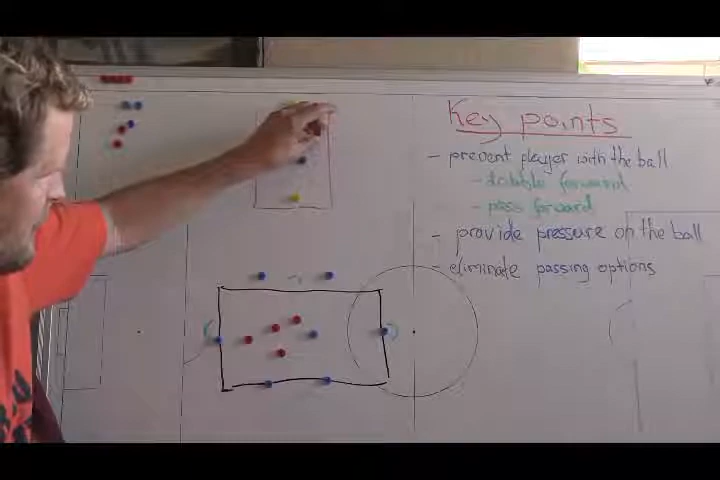 Key points
- prevent player with the ball
- dribble forward
- pass forward
- provide pressure on the ball
- eliminate passing options